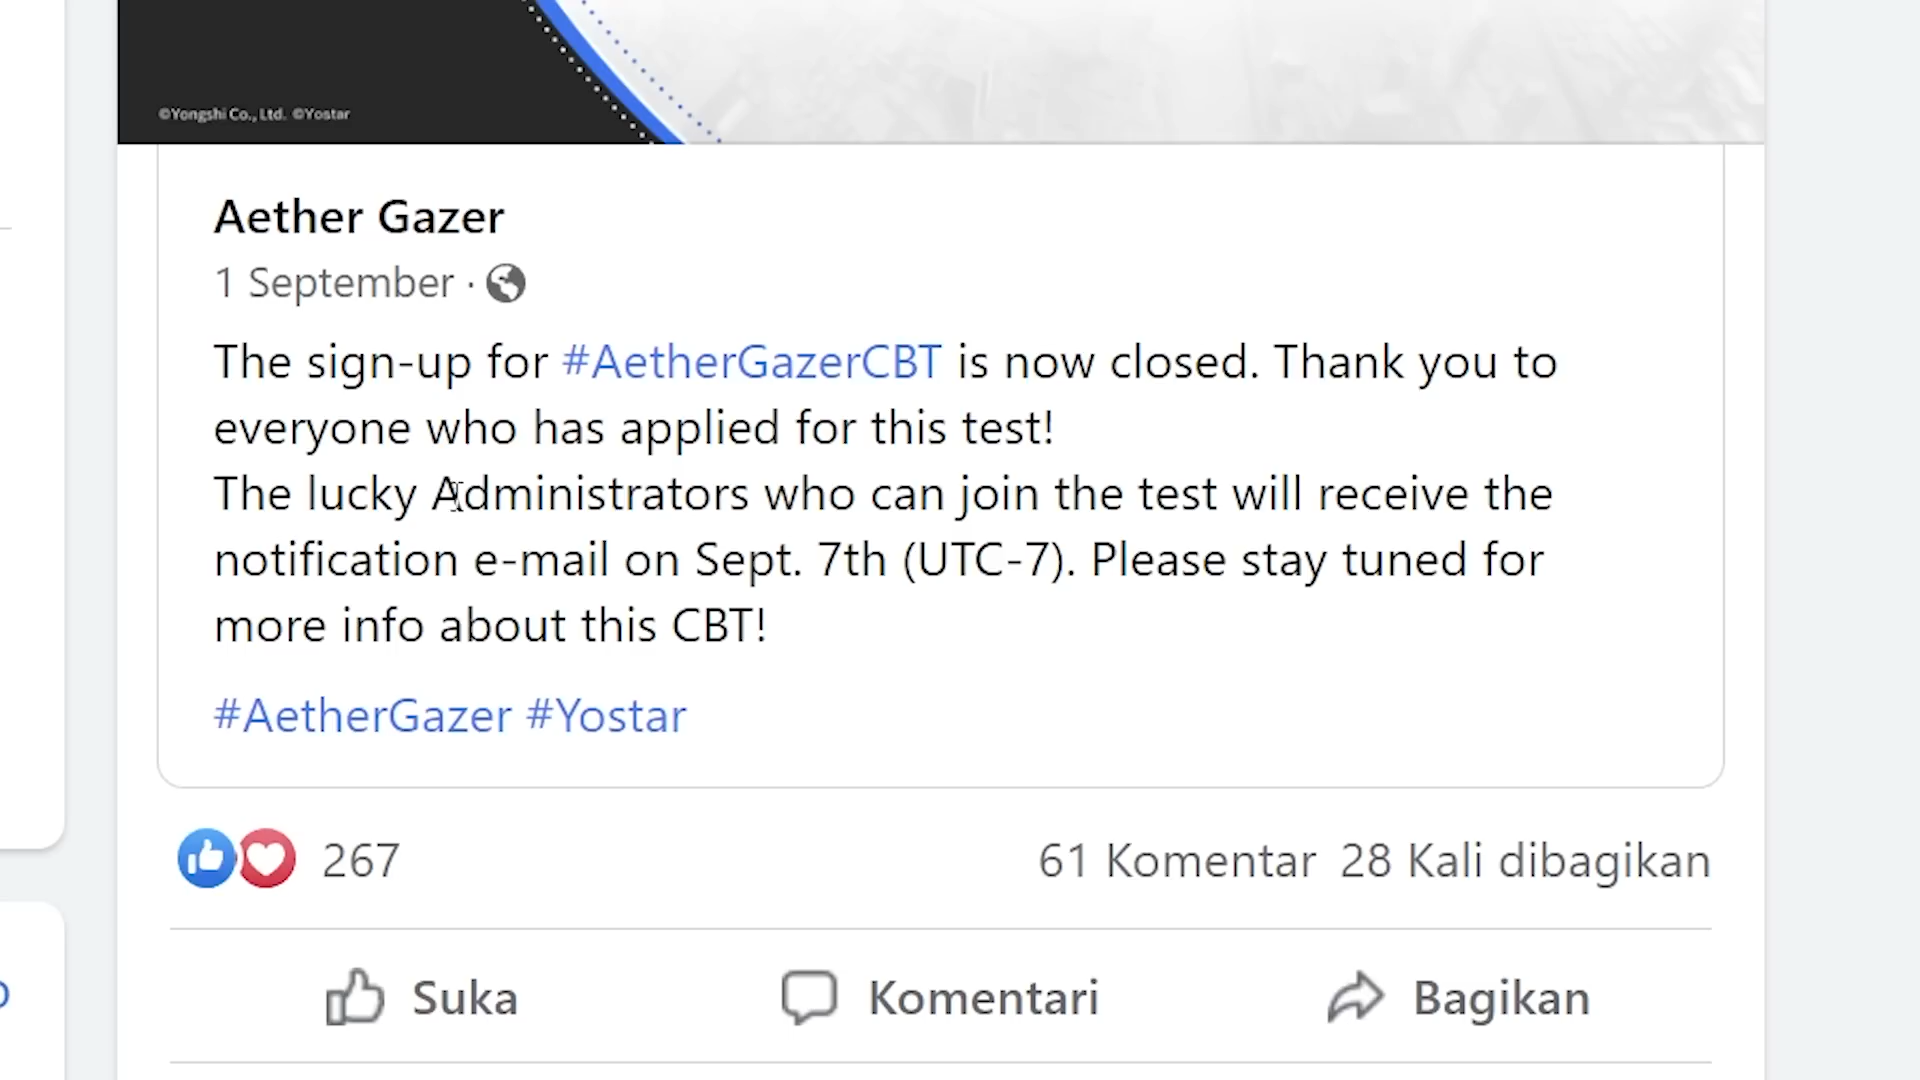 ©Yongshi Co., Ltd. ©Yostar
Aether Gazer
1 September ·
The sign-up for #AetherGazerCBT is now closed. Thank you to
everyone who has applied for this test!
The lucky Administrators who can join the test will receive the
notification e-mail on Sept. 7th (UTC-7). Please stay tuned for
more info about this CBT!
#AetherGazer #Yostar
267
61 Komentar 28 Kali dibagikan
Suka Komentari Bagikan